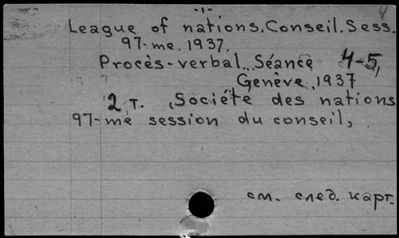 4
League of nations. Conseil. Sess.
97-me. 1937.
Procès-verbal. Séance 4-5,
Genève, 1937
2 т. , Société des nations
97-me session du conseil,
см. след. карт.